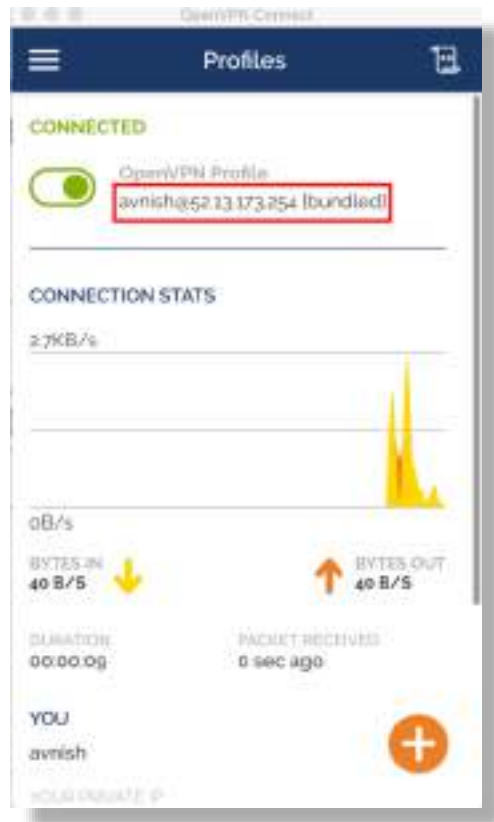 OpenVPN Connect
Profiles
CONNECTED
OpenVPN Profile
avnish@52.13.173.254 [bundled]
CONNECTION STATS
2.7KB/s
0B/s
BYTES IN
40 B/S
BYTES OUT
40 B/S
DURATION
00:00:09
PACKET RECEIVED
0 sec ago
YOU
avnish
YOUR PRIVATE IP